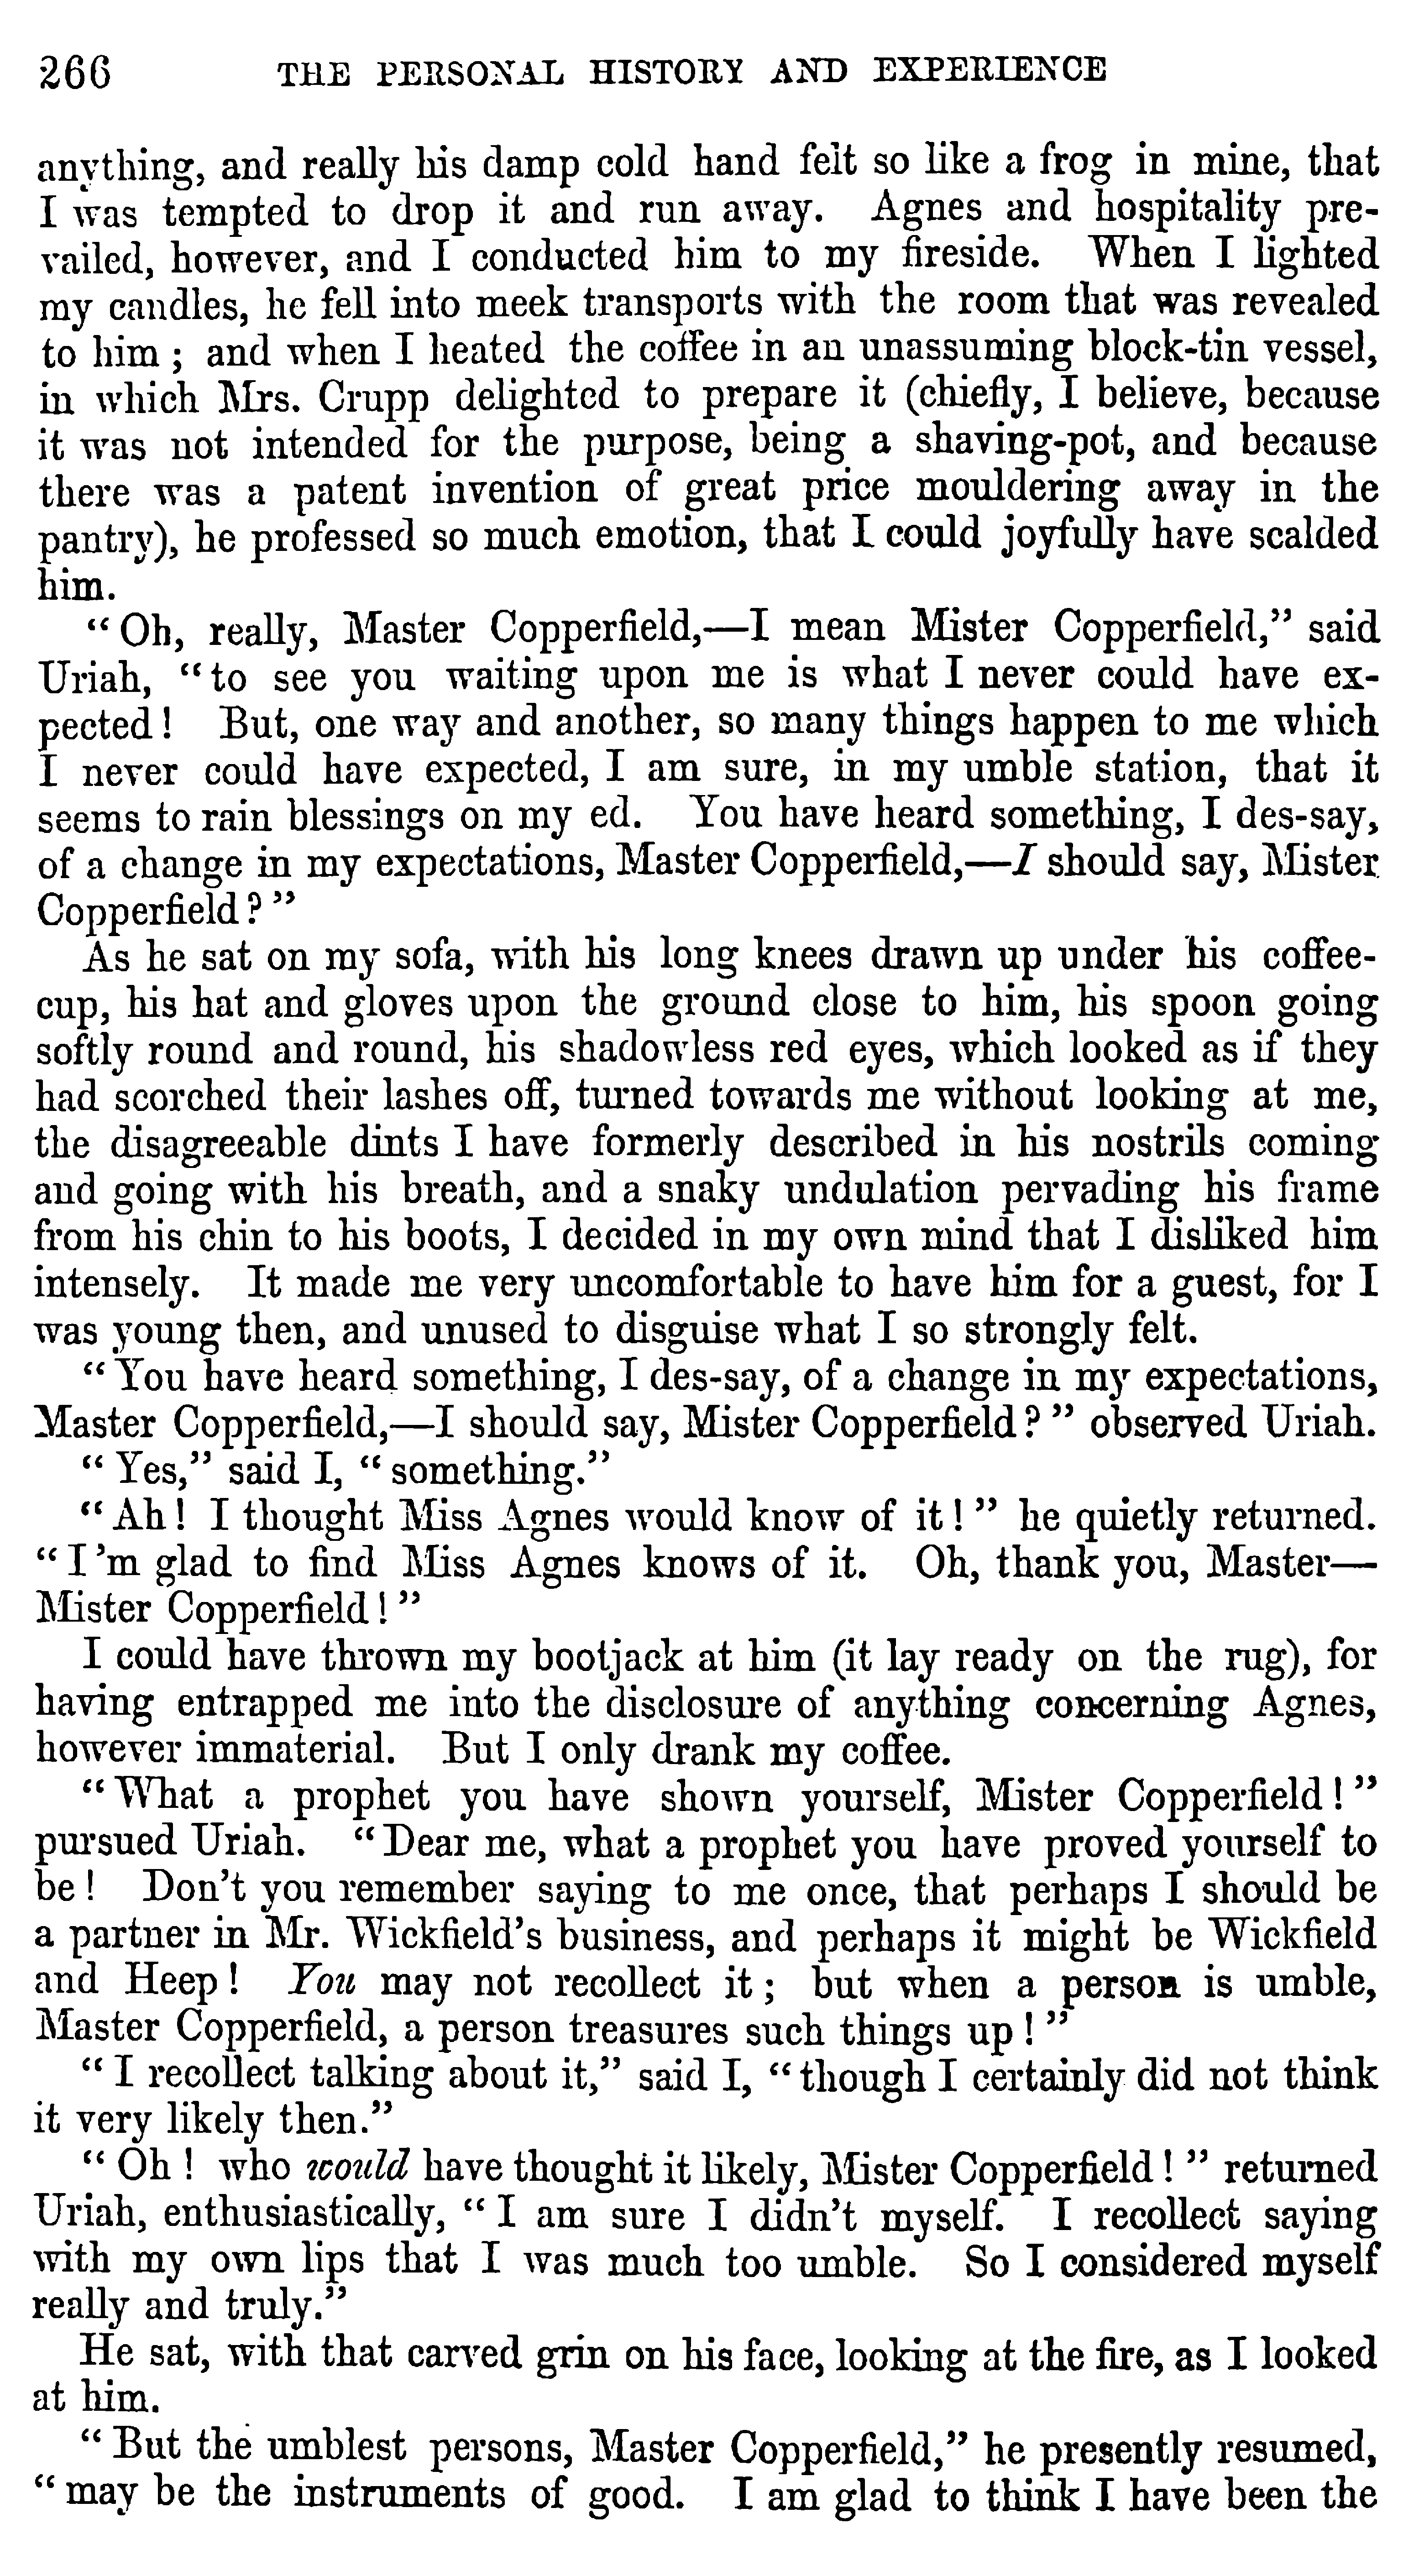 266 THE PERSONAL HISTORY AND EXPERIENCE
anything, and really his damp cold hand felt so like a frog in mine, that
I was tempted to drop it and run away. Agnes and hospitality pre-
vailed, however, and I conducted him to my fireside. When I lighted
my candles, he fell into meek transports with the room that was revealed
to him ; and when I heated the coffee in an unassuming block-tin vessel,
in which Mrs. Crupp delighted to prepare it (chiefly, I believe, because
it was not intended for the purpose, being a shaving-pot, and because
there was a patent invention of great price mouldering away in the
pantry), he professed so much emotion, that I could joyfully have scalded
him.
“ Oh, really, Master Copperfield,—I mean Mister Copperfield,” said
Uriah, “ to see you waiting upon me is what I never could have ex-
pected ! But, one way and another, so many things happen to me which
I never could have expected, I am sure, in my umble station, that it
seems to rain blessings on my ed. You have heard something, I des-say,
of a change in my expectations, Master Copperfield,—I should say, Mister
Copperfield ? ”
As he sat on my sofa, with his long knees drawn up under his coffee-
cup, his hat and gloves upon the ground close to him, his spoon going
softly round and round, his shadowless red eyes, which looked as if they
had scorched their lashes off, turned towards me without looking at me,
the disagreeable dints I have formerly described in his nostrils coming
and going with his breath, and a snaky undulation pervading his frame
from his chin to his boots, I decided in my own mind that I disliked him
intensely. It made me very uncomfortable to have him for a guest, for I
was young then, and unused to disguise what I so strongly felt.
“ You have heard something, I des-say, of a change in my expectations,
Master Copperfield,—I should say, Mister Copperfield ? ” observed Uriah.
“ Yes,” said I, “ something.”
“ Ah ! I thought Miss Agnes would know of it ! ” he quietly returned.
“ I ’m glad to find Miss Agnes knows of it. Oh, thank you, Master—
Mister Copperfield ! ”
I could have thrown my bootjack at him (it lay ready on the rug), for
having entrapped me into the disclosure of anything concerning Agnes,
however immaterial. But I only drank my coffee.
“ What a prophet you have shown yourself, Mister Copperfield ! ”
pursued Uriah. “ Dear me, what a prophet you have proved yourself to
be ! Don’t you remember saying to me once, that perhaps I should be
a partner in Mr. Wickfield’s business, and perhaps it might be Wickfield
and Heep ! You may not recollect it ; but when a person is umble,
Master Copperfield, a person treasures such things up ! ”
“ I recollect talking about it,” said I, “ though I certainly did not think
it very likely then.”
“ Oh ! who would have thought it likely, Mister Copperfield ! ” returned
Uriah, enthusiastically, “ I am sure I didn’t myself. I recollect saying
with my own lips that I was much too umble. So I considered myself
really and truly.”
He sat, with that carved grin on his face, looking at the fire, as I looked
at him.
“ But the umblest persons, Master Copperfield,” he presently resumed,
“ may be the instruments of good. I am glad to think I have been the